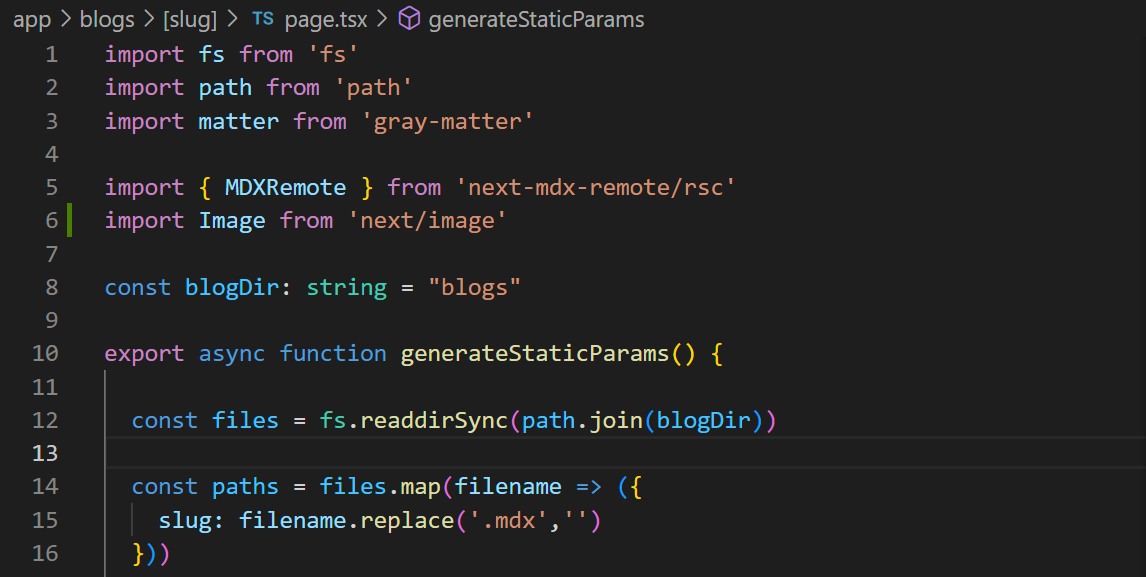 app > blogs > [slug] > TS page.tsx > generateStaticParams
1 import fs from 'fs'
2 import path from 'path'
3 import matter from 'gray-matter'
4
5 import { MDXRemote } from 'next-mdx-remote/rsc'
6 import Image from 'next/image'
7
8 const blogDir: string = "blogs"
9
10 export async function generateStaticParams() {
11
12 const files = fs.readdirSync(path.join(blogDir))
13
14 const paths = files.map(filename => ({
15 slug: filename.replace('.mdx','')
16 }))